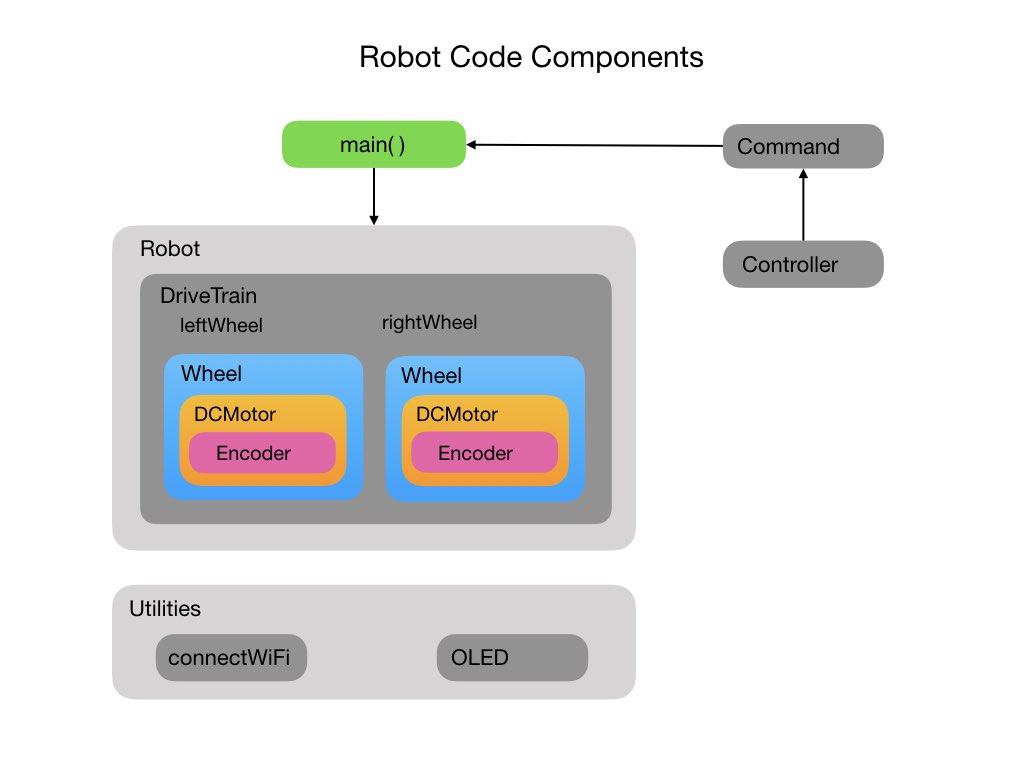 Robot Code Components
main( )
Command
Controller
Robot
DriveTrain
leftWheel
rightWheel
Wheel
DCMotor
Encoder
Wheel
DCMotor
Encoder
Utilities
connectWiFi
OLED